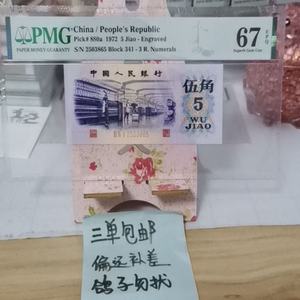 PMG
PAPER MONEY GUARANTY
China / People's Republic
Pick# 880a 1972 5 Jiao - Engraved
S/N 2503865 Block 341 - 3 R. Numerals
67 EPQ
Superb Gem Unc
中国人民银行
伍角
5
WU
JIAO
三单包邮
偏远补差
鸽子勿扰